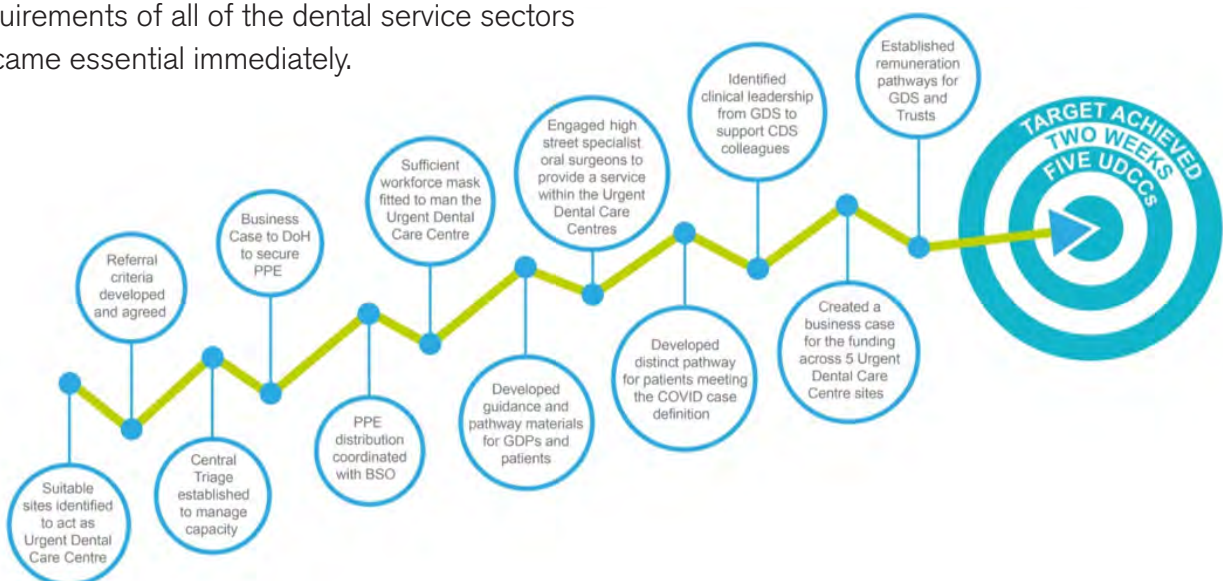 uirements of all of the dental service sectors
came essential immediately.
Suitable
sites identified
to act as
Urgent Dental
Care Centre
Referral
criteria
developed
and agreed
Central
Triage
established
to manage
capacity
Business
Case to DoH
to secure
PPE
PPE
distribution
coordinated
with BSO
Sufficient
workforce mask
fitted to man the
Urgent Dental
Care Centre
Developed
guidance and
pathway materials
for GDPs and
patients
Engaged high
street specialist
oral surgeons to
provide a service
within the Urgent
Dental Care
Centres
Developed
distinct pathway
for patients meeting
the COVID case
definition
Identified
clinical leadership
from GDS to
support CDS
colleagues
Created a
business case
for the funding
across 5 Urgent
Dental Care
Centre sites
Established
remuneration
pathways for
GDS and
Trusts
TARGET ACHIEVED
TWO WEEKS
FIVE UDCCs